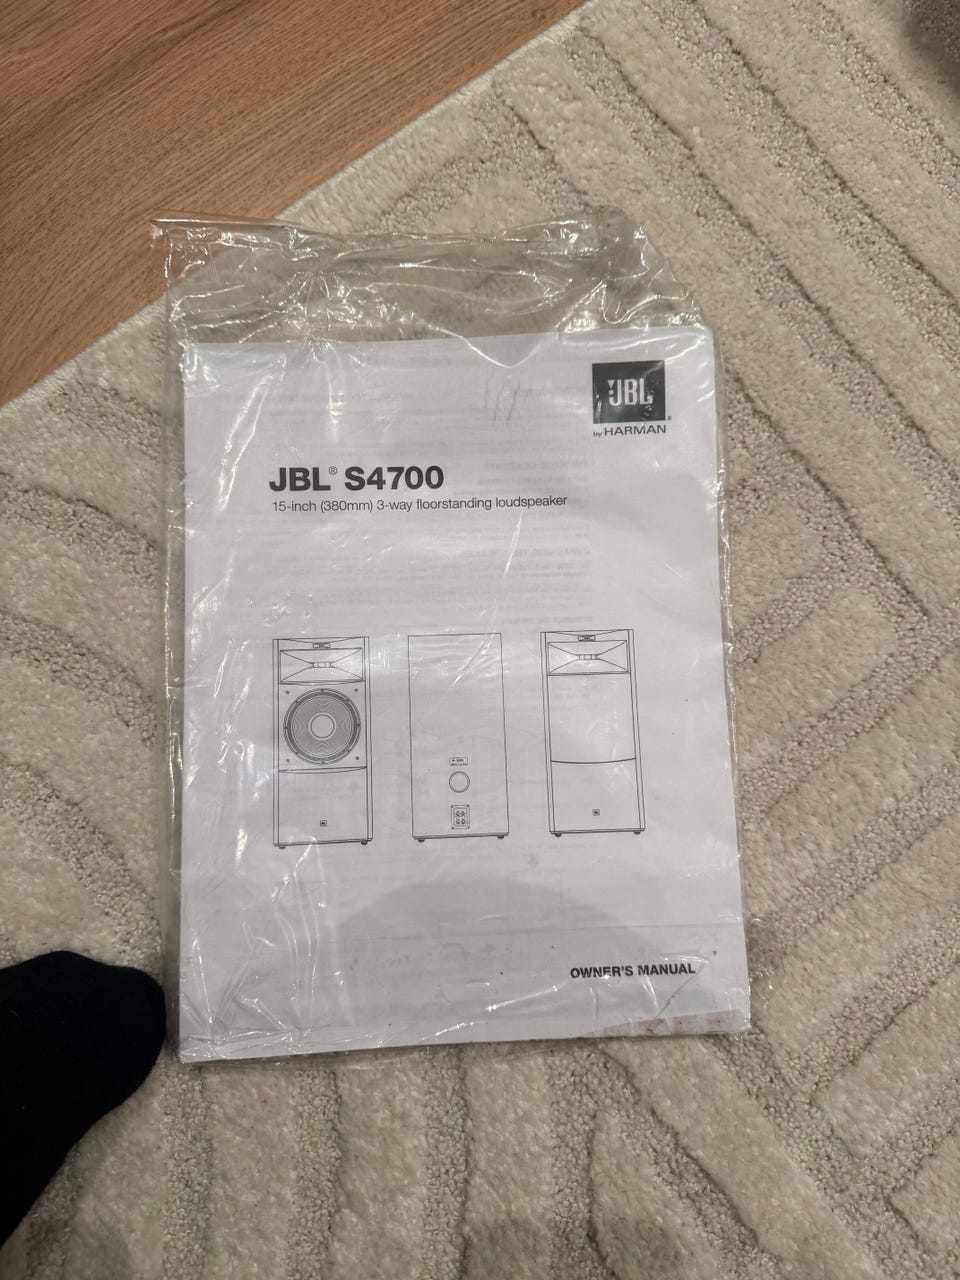 JBL
by HARMAN
JBL® S4700
15-inch (380mm) 3-way floorstanding loudspeaker
OWNER'S MANUAL